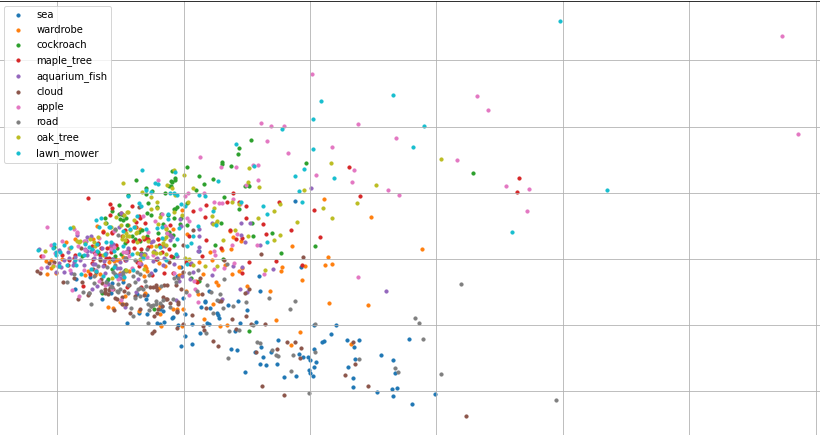 sea
wardrobe
cockroach
maple_tree
aquarium_fish
cloud
apple
road
oak_tree
lawn_mower